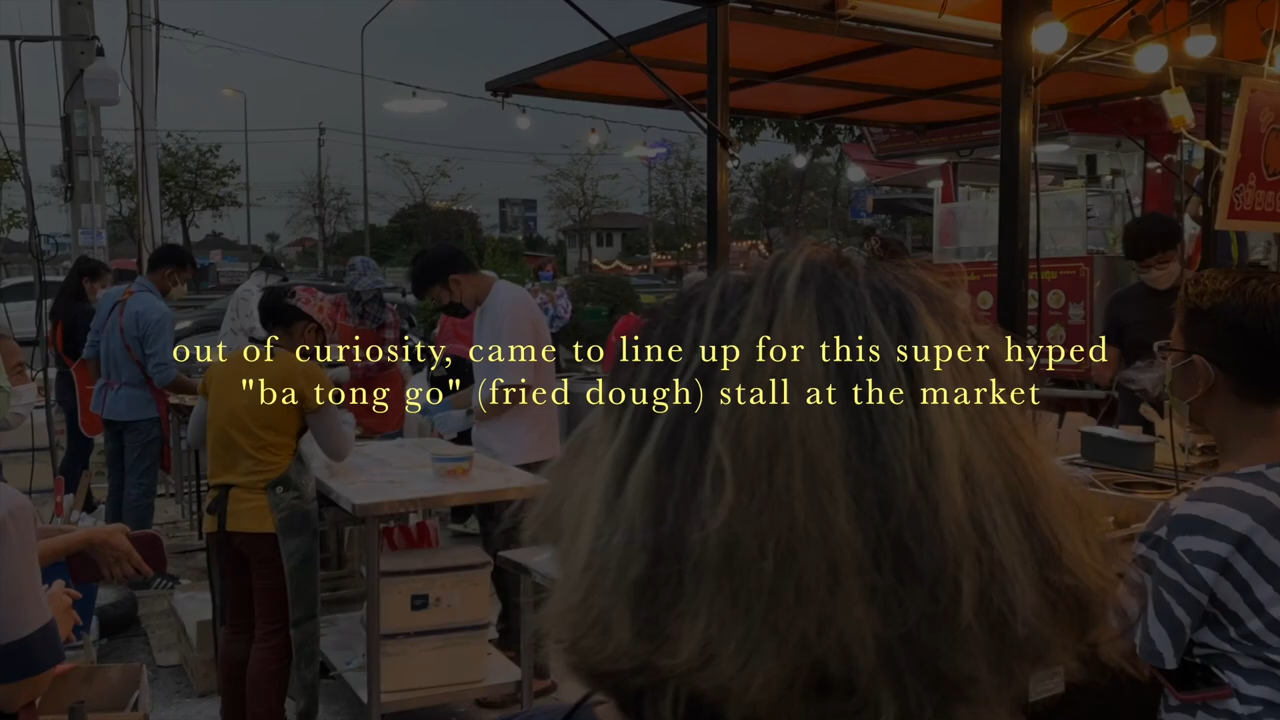 out of curiosity, came to line up for this super hyped
"ba tong go" (fried dough) stall at the market